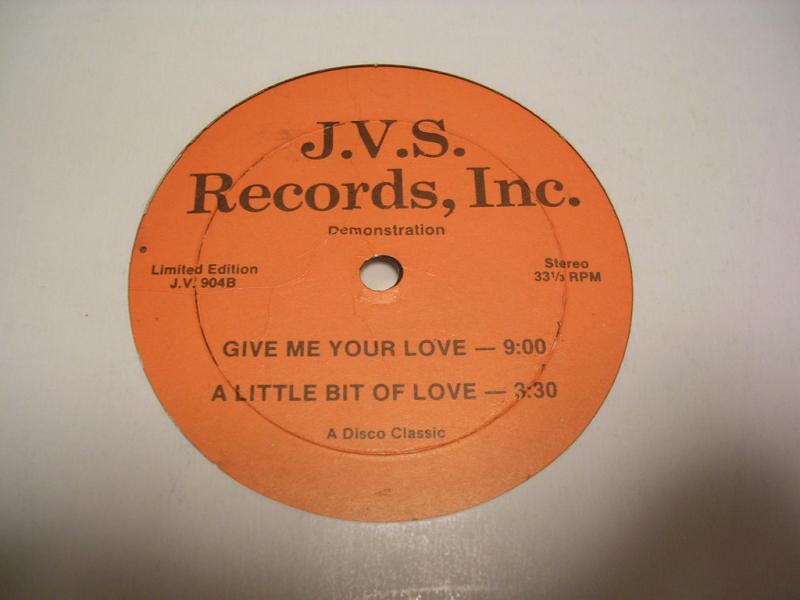 J.V.S.
Records, Inc.
Demonstration
Limited Edition
J.V. 904B
Stereo
33⅓ RPM
GIVE ME YOUR LOVE — 9:00
A LITTLE BIT OF LOVE — 3:30
A Disco Classic